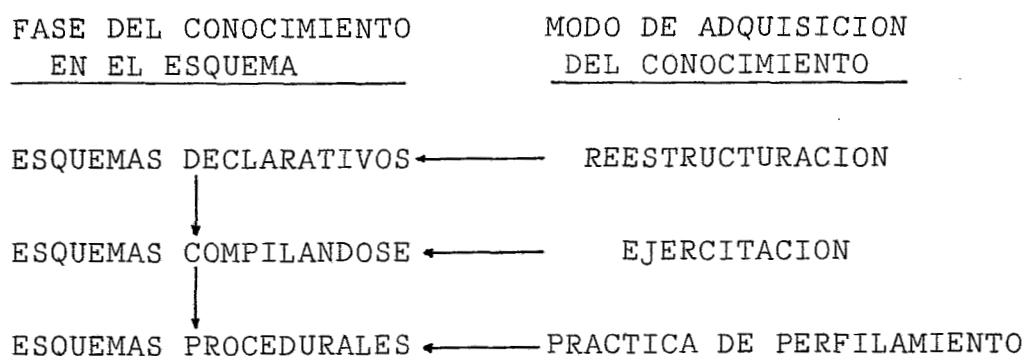 FASE DEL CONOCIMIENTO
EN EL ESQUEMA
MODO DE ADQUISICION
DEL CONOCIMIENTO
ESQUEMAS DECLARATIVOS
REESTRUCTURACION
ESQUEMAS COMPILANDOSE
EJERCITACION
ESQUEMAS PROCEDURALES
PRACTICA DE PERFILAMIENTO